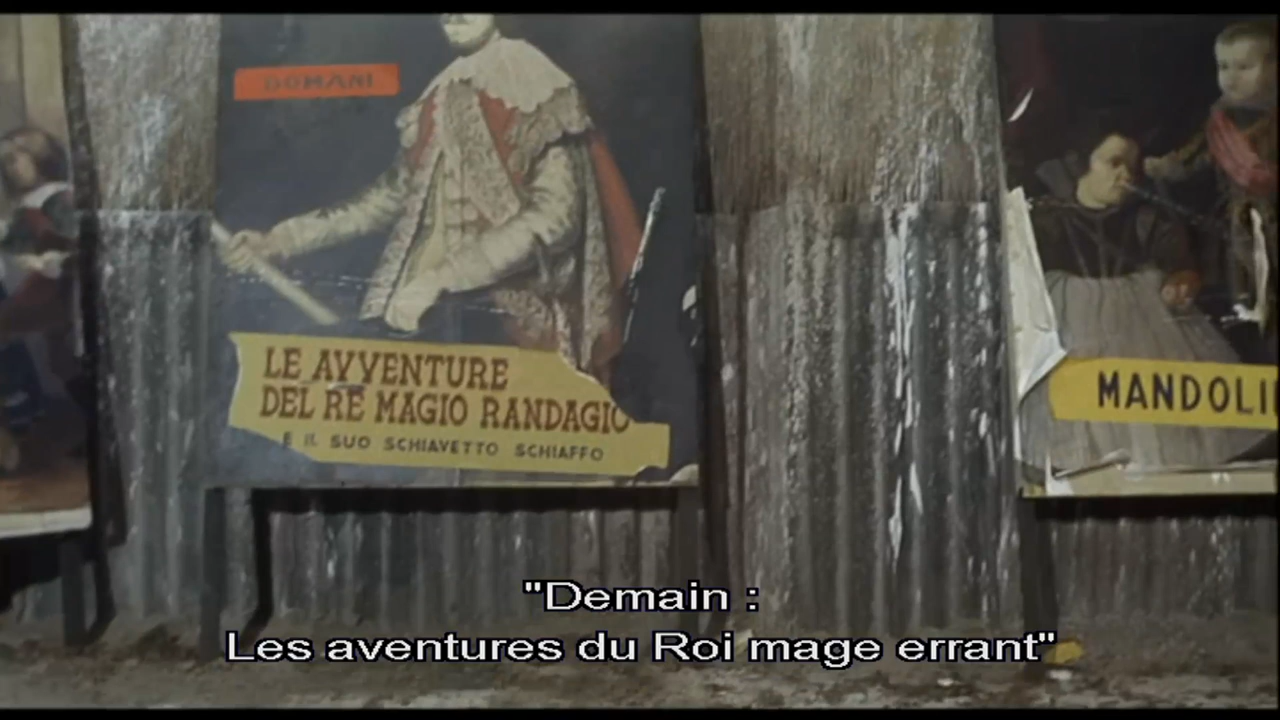 DOMANI
LE AVVENTURE
DEL RE MAGIO RANDAGIO
E IL SUO SCHIAVETTO SCHIAFFO
MANDOLI
"Demain :
Les aventures du Roi mage errant"